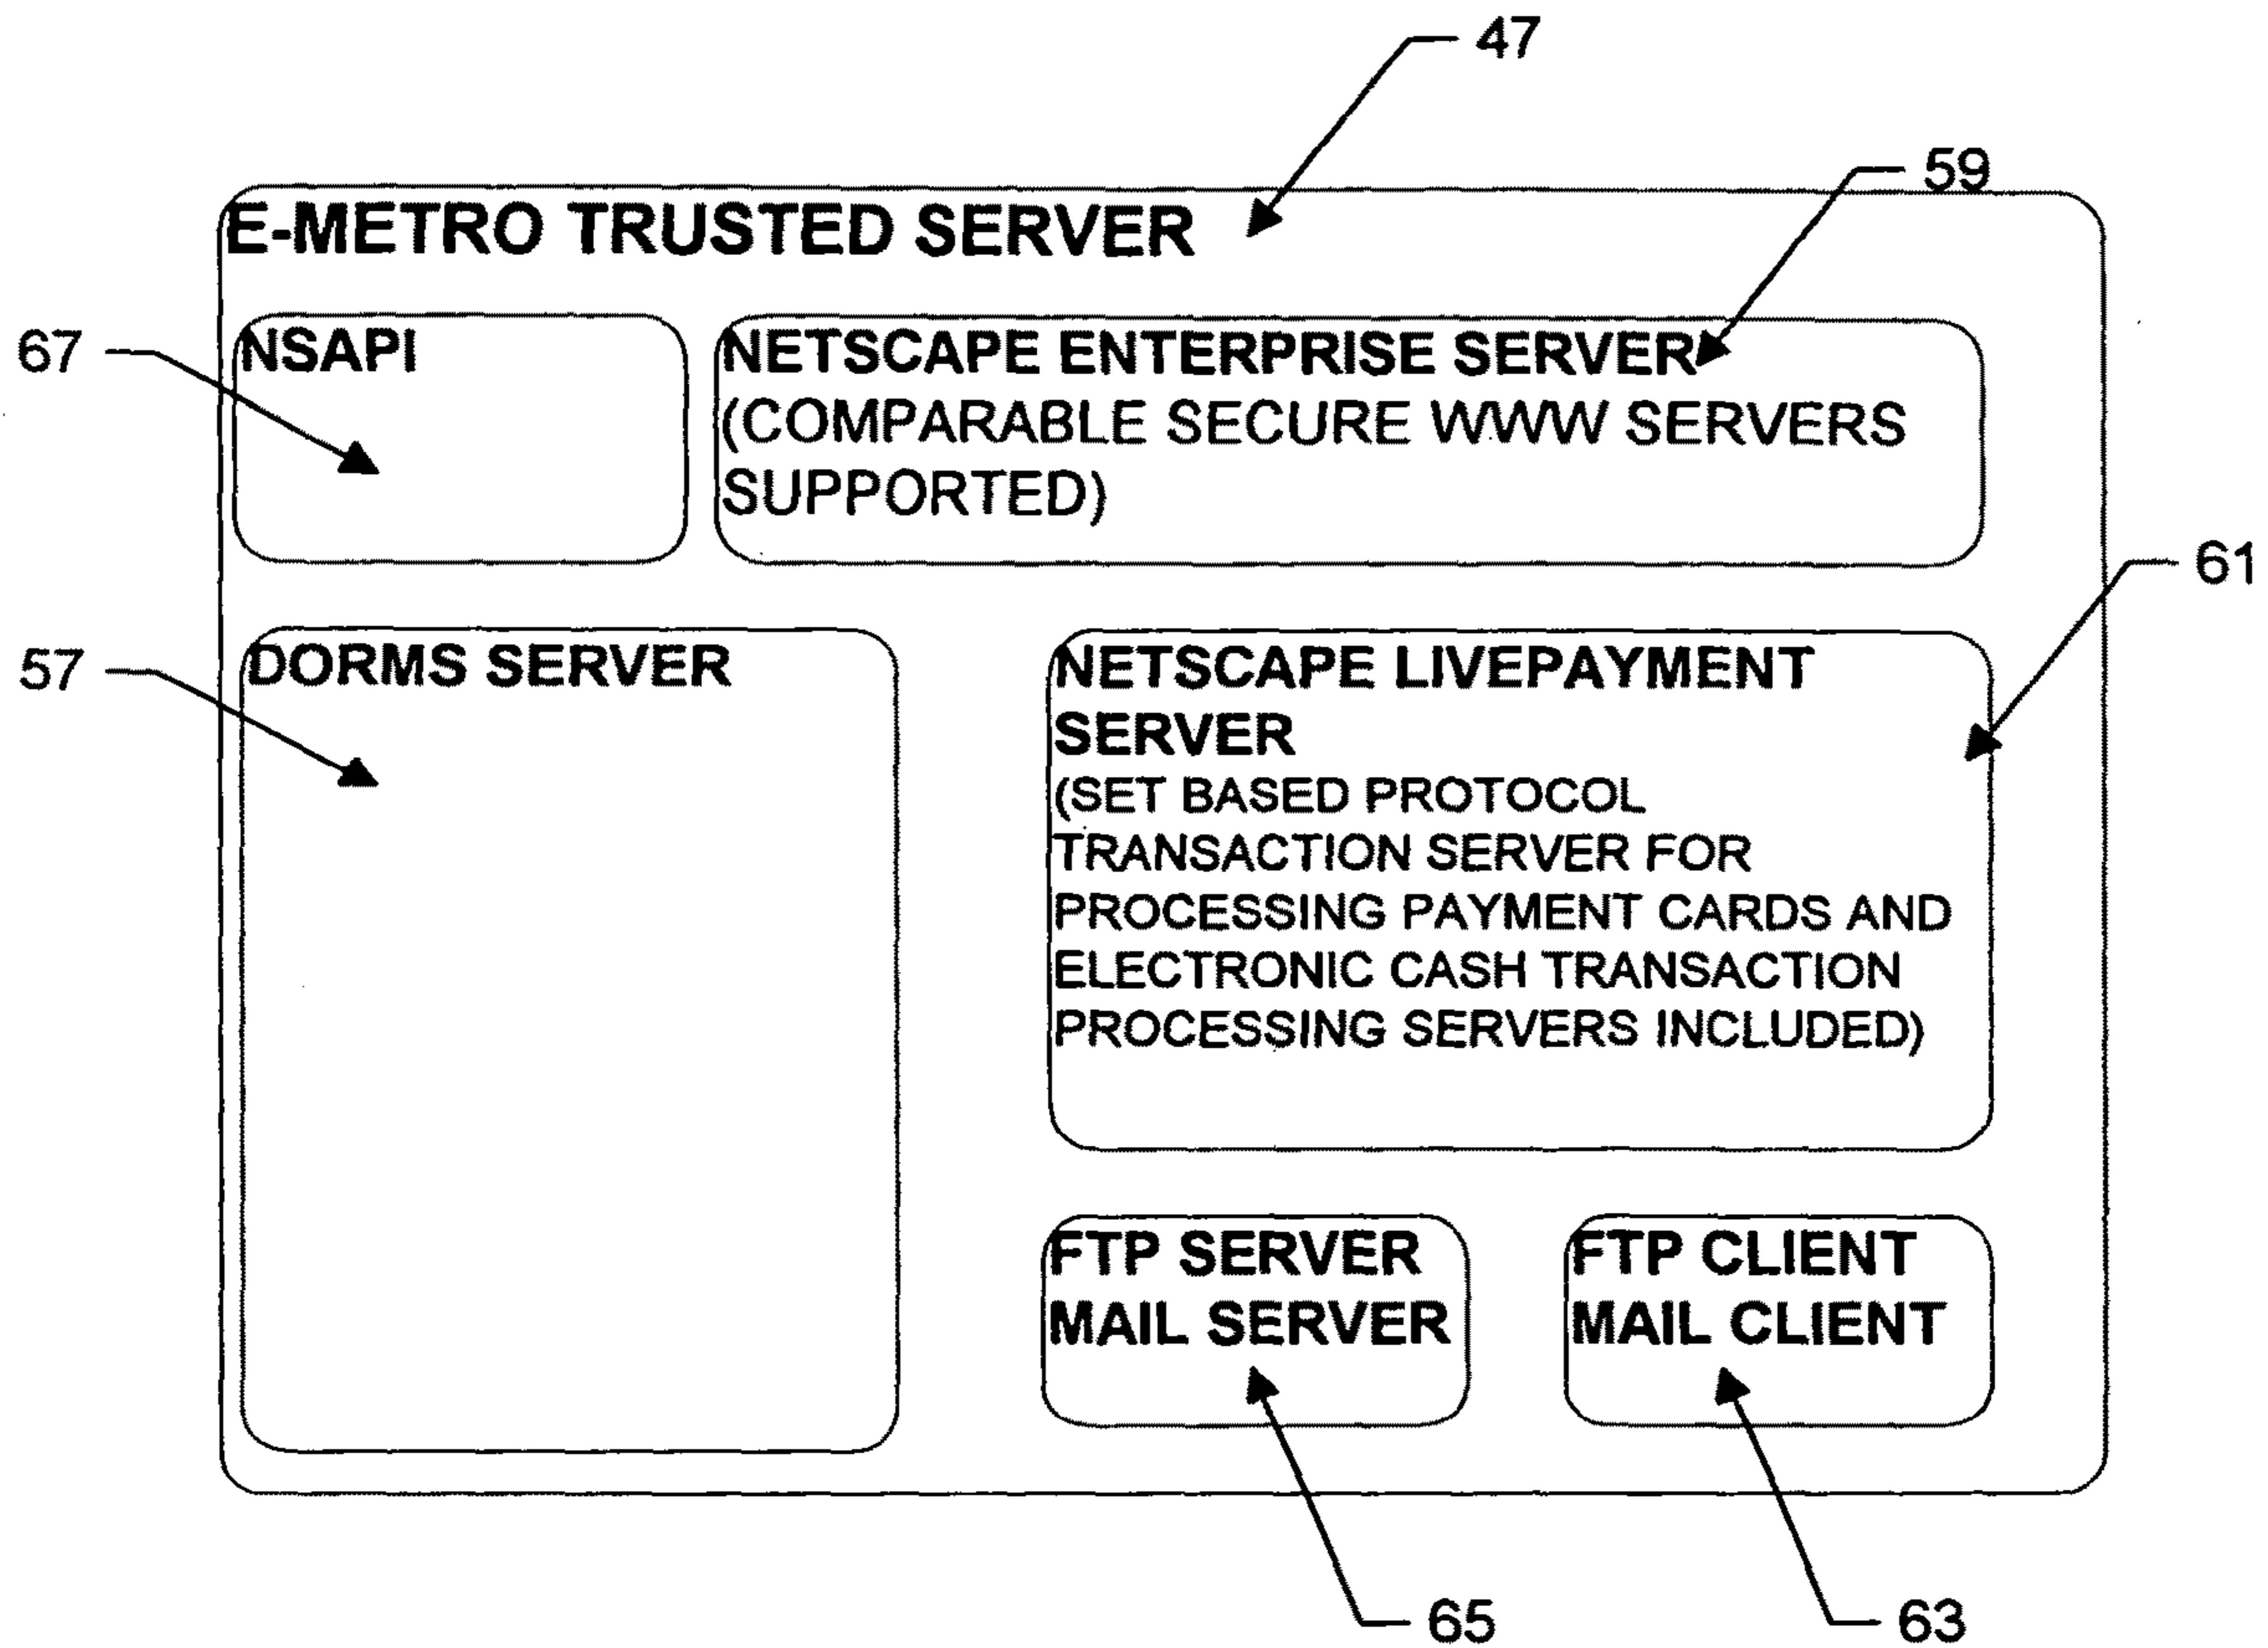 47
59
E-METRO TRUSTED SERVER
67
NSAPI
NETSCAPE ENTERPRISE SERVER
(COMPARABLE SECURE WWW SERVERS
SUPPORTED)
61
57
DORMS SERVER
NETSCAPE LIVEPAYMENT
SERVER
(SET BASED PROTOCOL
TRANSACTION SERVER FOR
PROCESSING PAYMENT CARDS AND
ELECTRONIC CASH TRANSACTION
PROCESSING SERVERS INCLUDED)
FTP SERVER
MAIL SERVER
FTP CLIENT
MAIL CLIENT
65
63